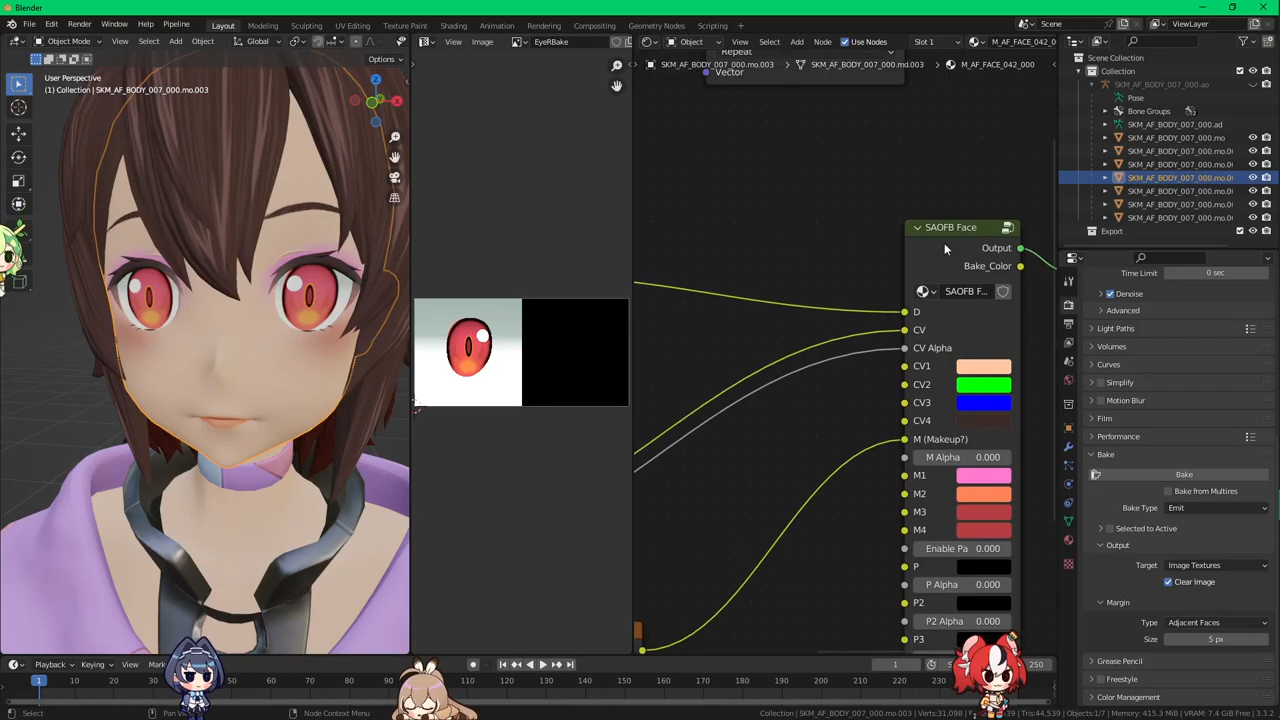 Blender
File Edit Render Window Help Pipeline Layout Modeling Sculpting UV Editing Texture Paint Shading Animation Rendering Compositing Geometry Nodes Scripting Scene ViewLayer
Object Mode View Select Add Object Global View Image EyeRBake Object View Select Add Node Use Nodes Slot 1 M_AF_FACE_042_0
Options
SKM_AF_BODY_007_000.mo.003 SKM_AF_BODY_007_000.md.003 M_AF_FACE_042_000
User Perspective
(1) Collection | SKM_AF_BODY_007_000.mo.003
Repeat
Vector
Scene Collection
Collection
SKM_AF_BODY_007_000.ao
Pose
Bone Groups
SKM_AF_BODY_007_000.ad
SKM_AF_BODY_007_000.mo
SKM_AF_BODY_007_000.mo.0
SKM_AF_BODY_007_000.mo.0
SKM_AF_BODY_007_000.mo.0
SKM_AF_BODY_007_000.mo.0
SKM_AF_BODY_007_000.mo.0
SKM_AF_BODY_007_000.mo.0
Export
SAOFB Face
Output
Bake_Color
SAOFB F...
D
CV
CV Alpha
CV1
CV2
CV3
CV4
M (Makeup?)
M Alpha 0.000
M1
M2
M3
M4
Enable Pa 0.000
P
P Alpha 0.000
P2
P2 Alpha 0.000
P3
Time Limit 0 sec
Denoise
Advanced
Light Paths
Volumes
Curves
Simplify
Motion Blur
Film
Performance
Bake
Bake
Bake from Multires
Bake Type Emit
Selected to Active
Output
Target Image Textures
Clear Image
Margin
Type Adjacent Faces
Size 5 px
Grease Pencil
Freestyle
Color Management
Playback Keying View 1 250
1 10 20 30 40 50 60 70 80 90 100 110 120 130 140 150 160 170 180 190 200 210 220 230
Select Pan Node Context Menu Collection | SKM_AF_BODY_007_000.mo.003 | Verts:31,098 | Tris:44,539 | Objects:1/7 | Memory: 415.3 MiB | VRAM: 7.4 GiB Free | 3.3.2